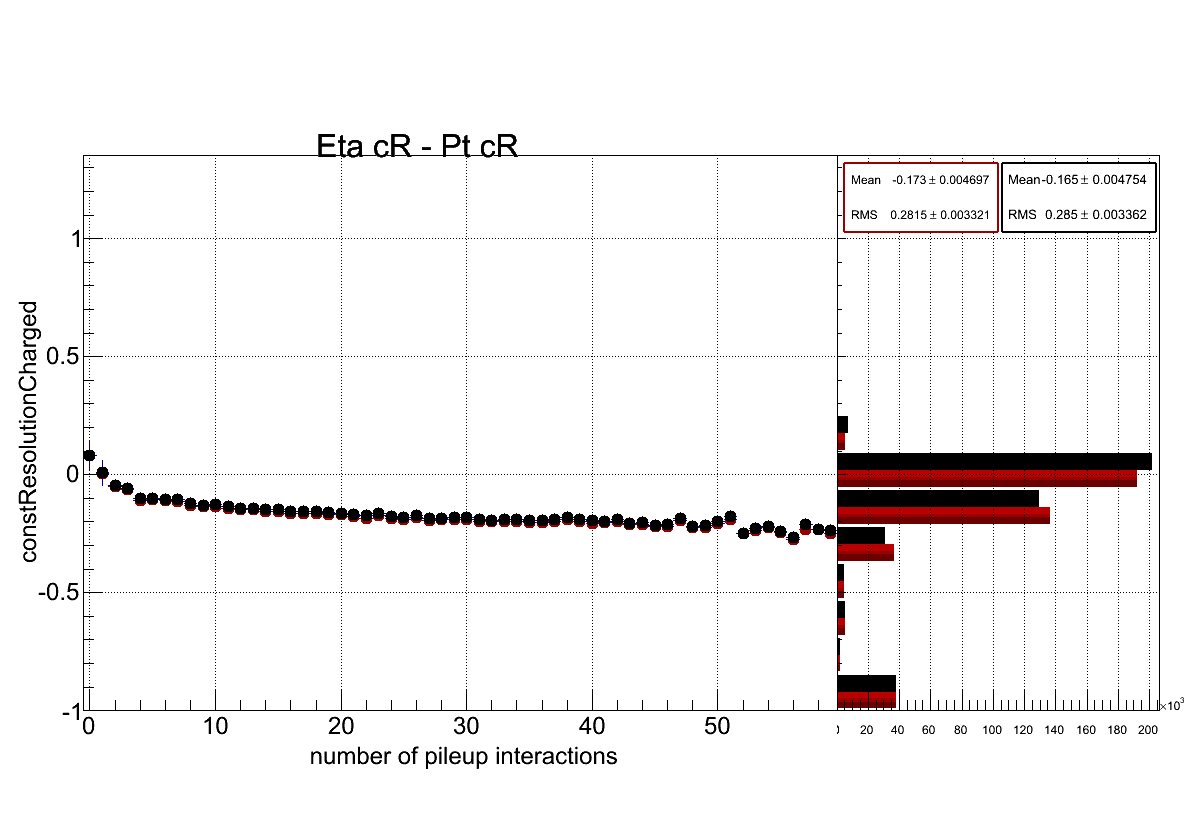 Eta cR - Pt cR
constResolutionCharged
1
0.5
0
-0.5
-1
0 10 20 30 40 50
number of pileup interactions
Mean -0.173 ± 0.004697
RMS 0.2815 ± 0.003321
Mean -0.165 ± 0.004754
RMS 0.285 ± 0.003362
20 40 60 80 100 120 140 160 180 200
×10³